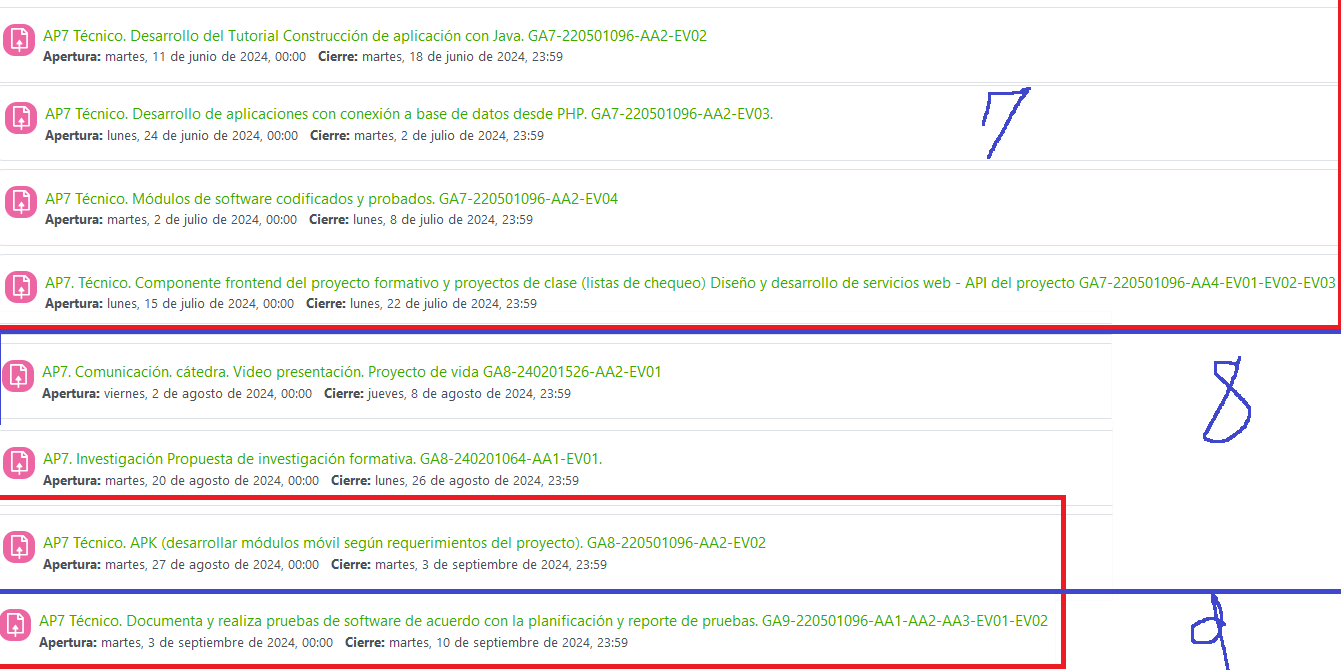 AP7 Técnico. Desarrollo del Tutorial Construcción de aplicación con Java. GA7-220501096-AA2-EV02
Apertura: martes, 11 de junio de 2024, 00:00 Cierre: martes, 18 de junio de 2024, 23:59
AP7 Técnico. Desarrollo de aplicaciones con conexión a base de datos desde PHP. GA7-220501096-AA2-EV03.
Apertura: lunes, 24 de junio de 2024, 00:00 Cierre: martes, 2 de julio de 2024, 23:59
7
AP7 Técnico. Módulos de software codificados y probados. GA7-220501096-AA2-EV04
Apertura: martes, 2 de julio de 2024, 00:00 Cierre: lunes, 8 de julio de 2024, 23:59
AP7. Técnico. Componente frontend del proyecto formativo y proyectos de clase (listas de chequeo) Diseño y desarrollo de servicios web - API del proyecto GA7-220501096-AA4-EV01-EV02-EV03
Apertura: lunes, 15 de julio de 2024, 00:00 Cierre: lunes, 22 de julio de 2024, 23:59
AP7. Comunicación. cátedra. Video presentación. Proyecto de vida GA8-240201526-AA2-EV01
Apertura: viernes, 2 de agosto de 2024, 00:00 Cierre: jueves, 8 de agosto de 2024, 23:59
8
AP7. Investigación Propuesta de investigación formativa. GA8-240201064-AA1-EV01.
Apertura: martes, 20 de agosto de 2024, 00:00 Cierre: lunes, 26 de agosto de 2024, 23:59
AP7 Técnico. APK (desarrollar módulos móvil según requerimientos del proyecto). GA8-220501096-AA2-EV02
Apertura: martes, 27 de agosto de 2024, 00:00 Cierre: martes, 3 de septiembre de 2024, 23:59
AP7 Técnico. Documenta y realiza pruebas de software de acuerdo con la planificación y reporte de pruebas. GA9-220501096-AA1-AA2-AA3-EV01-EV02
Apertura: martes, 3 de septiembre de 2024, 00:00 Cierre: martes, 10 de septiembre de 2024, 23:59
9